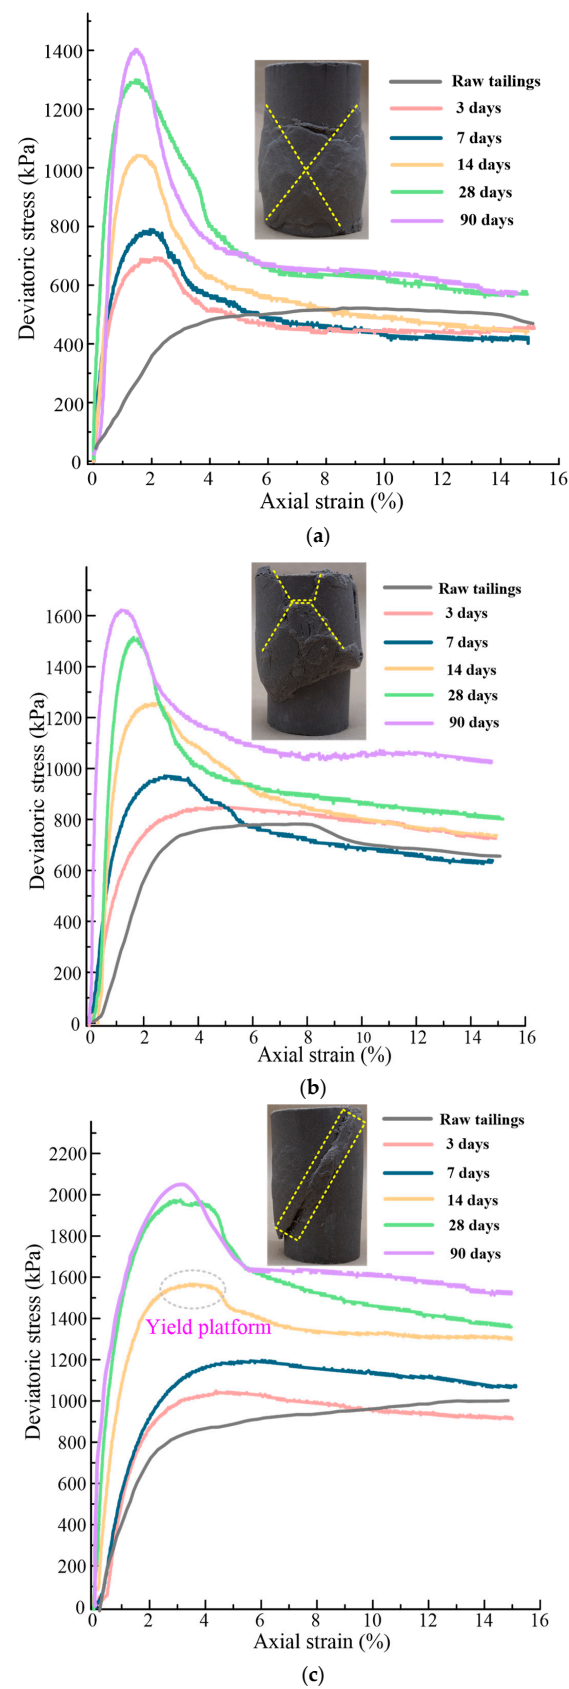 1400
1200
1000
800
600
400
200
0
Deviatoric stress (kPa)
Raw tailings
3 days
7 days
14 days
28 days
90 days
0 2 4 6 8 10 12 14 16
Axial strain (%)
(a)
1600
1400
1200
1000
800
600
400
200
0
Deviatoric stress (kPa)
Raw tailings
3 days
7 days
14 days
28 days
90 days
0 2 4 6 8 10 12 14 16
Axial strain (%)
(b)
2200
2000
1800
1600
1400
1200
1000
800
600
400
200
0
Deviatoric stress (kPa)
Raw tailings
3 days
7 days
14 days
28 days
90 days
Yield platform
0 2 4 6 8 10 12 14 16
Axial strain (%)
(c)